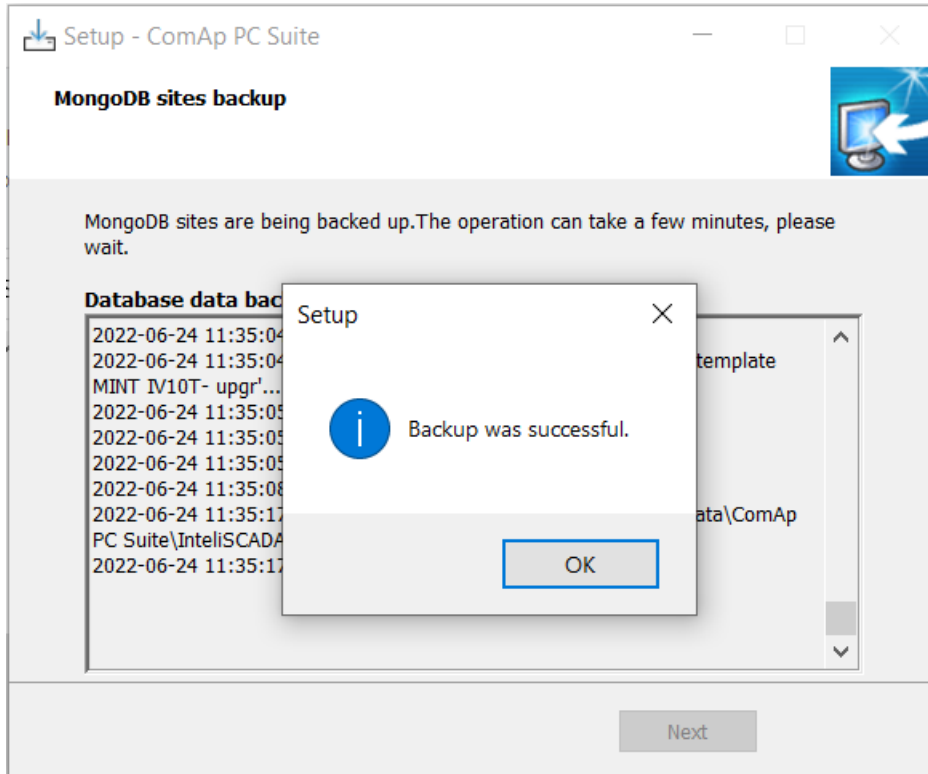 Setup - ComAp PC Suite
MongoDB sites backup
MongoDB sites are being backed up.The operation can take a few minutes, please
wait.
Database data bac
Setup
2022-06-24 11:35:04
2022-06-24 11:35:04 template
MINT IV10T- upgr'...
2022-06-24 11:35:05
2022-06-24 11:35:05
2022-06-24 11:35:05
2022-06-24 11:35:08
2022-06-24 11:35:17 ata\ComAp
PC Suite\InteliSCADA
2022-06-24 11:35:17
Backup was successful.
OK
Next